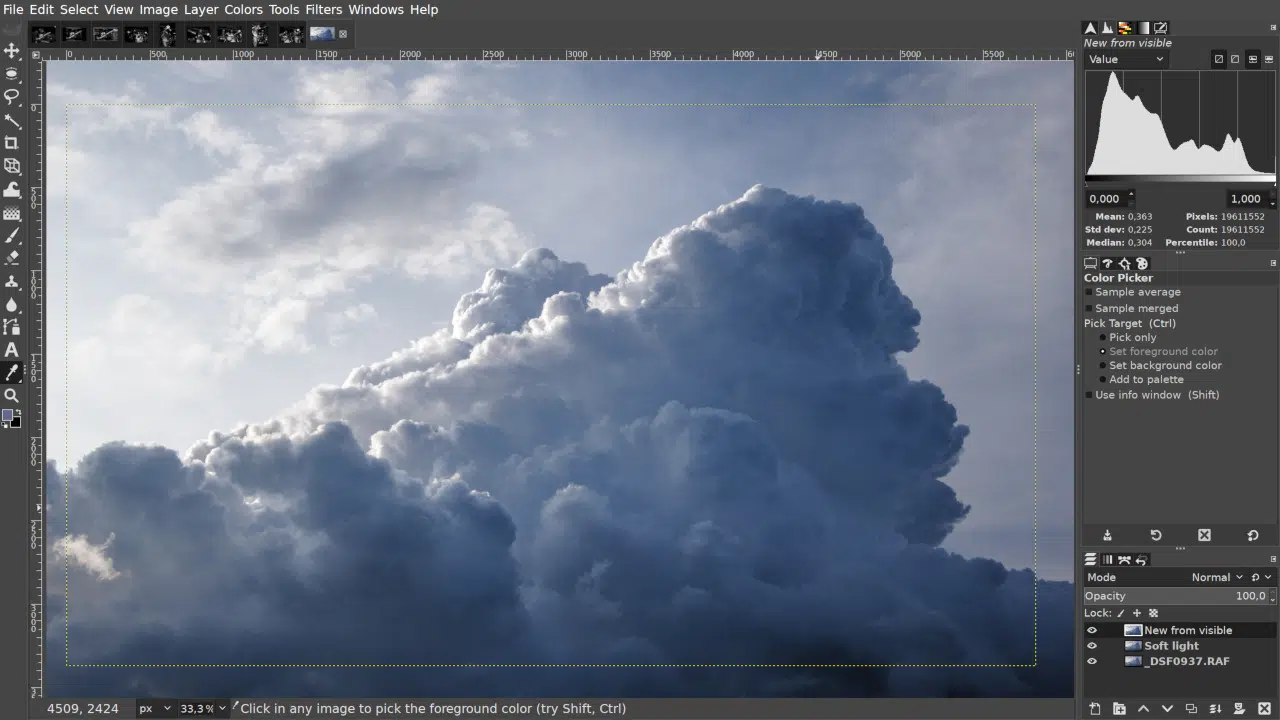 File Edit Select View Image Layer Colors Tools Filters Windows Help
0 500 1000 1500 2000 2500 3000 3500 4000 4500 5000 5500
New from visible
Value
0,000 1,000
Mean: 0,363 Pixels: 19611552
Std dev: 0,225 Count: 19611552
Median: 0,304 Percentile: 100,0
Color Picker
Sample average
Sample merged
Pick Target (Ctrl)
Pick only
Set foreground color
Set background color
Add to palette
Use info window (Shift)
Mode Normal
Opacity 100,0
Lock:
New from visible
Soft light
_DSF0937.RAF
4509, 2424 px 33,3 % Click in any image to pick the foreground color (try Shift, Ctrl)